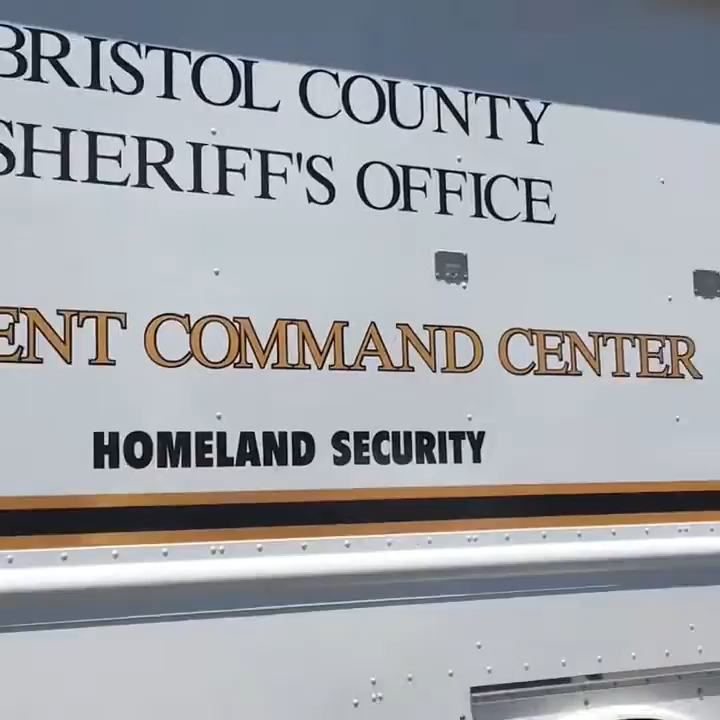 BRISTOL COUNTY
SHERIFF'S OFFICE
ENT COMMAND CENTER
HOMELAND SECURITY